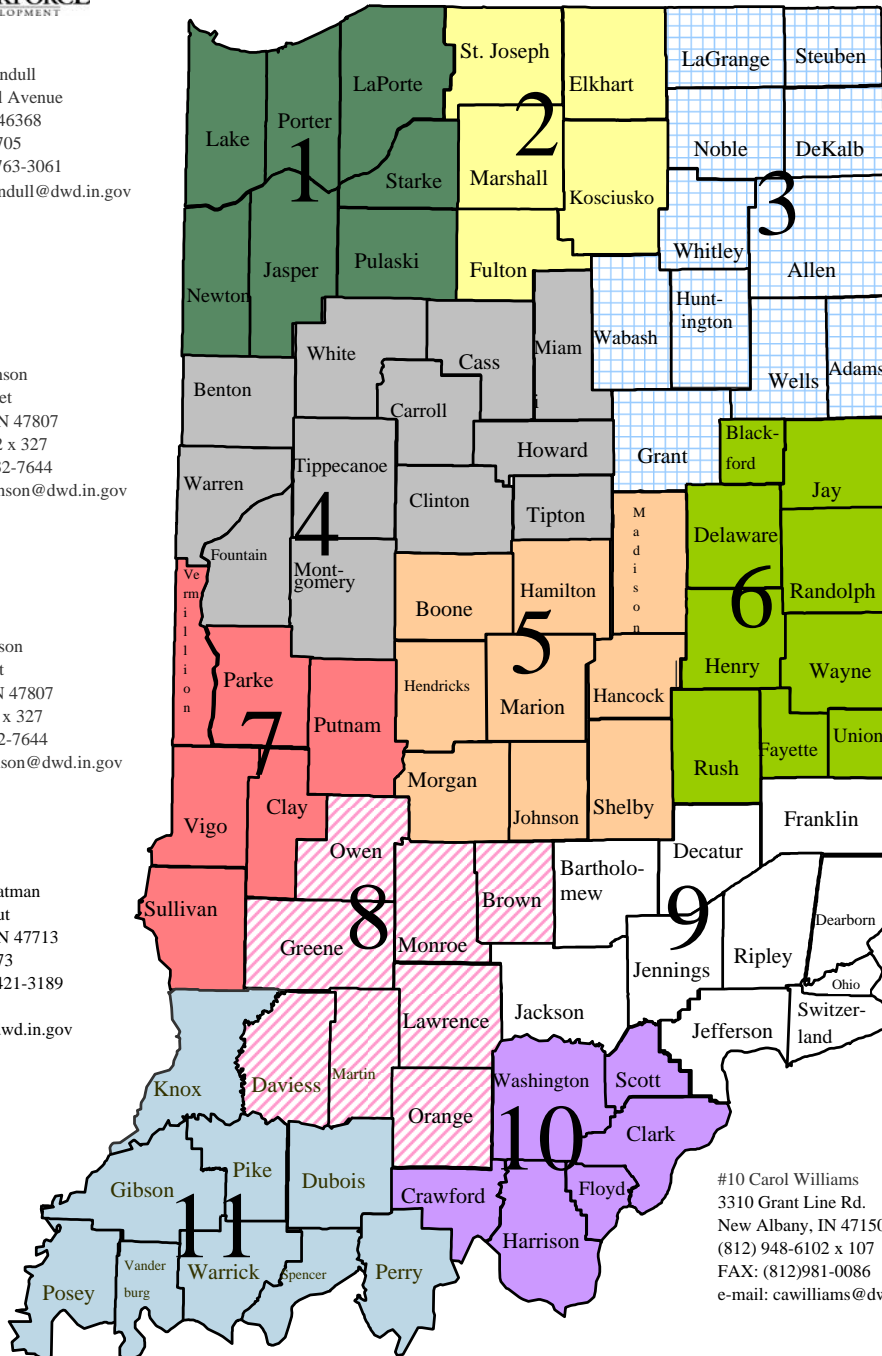 ELOPMENT
ndull
l Avenue
46368
705
763-3061
ndull@dwd.in.gov
nson
et
N 47807
2 x 327
32-7644
nson@dwd.in.gov
son
t
N 47807
x 327
2-7644
son@dwd.in.gov
atman
ut
N 47713
73
421-3189
dwd.in.gov
St. Joseph
Elkhart
LaGrange
Steuben
LaPorte
Porter
Lake
1
2
Noble
DeKalb
Starke
Marshall
Kosciusko
3
Whitley
Allen
Newton
Jasper
Pulaski
Fulton
Hunt-
ington
White
Cass
Miam
i
Wabash
Wells
Adams
Benton
Carroll
Howard
Grant
Black-
ford
Warren
Tippecanoe
4
Clinton
Tipton
Madison
Jay
Delaware
Fountain
Mont-
gomery
Vermillion
Boone
Hamilton
5
6
Randolph
Henry
Wayne
Parke
7
Putnam
Hendricks
Marion
Hancock
Rush
Fayette
Union
Vigo
Clay
Morgan
Johnson
Shelby
Franklin
Owen
Decatur
Bartholo-
mew
Sullivan
8
Greene
Monroe
Brown
9
Jennings
Ripley
Dearborn
Ohio
Switzer-
land
Jackson
Jefferson
Lawrence
Knox
Daviess
Martin
Orange
Washington
Scott
10
Clark
Pike
Gibson
Dubois
11
Crawford
Floyd
Harrison
Posey
Vander
burg
Warrick
Spencer
Perry
#10 Carol Williams
3310 Grant Line Rd.
New Albany, IN 47150
(812) 948-6102 x 107
FAX: (812)981-0086
e-mail: cawilliams@dw